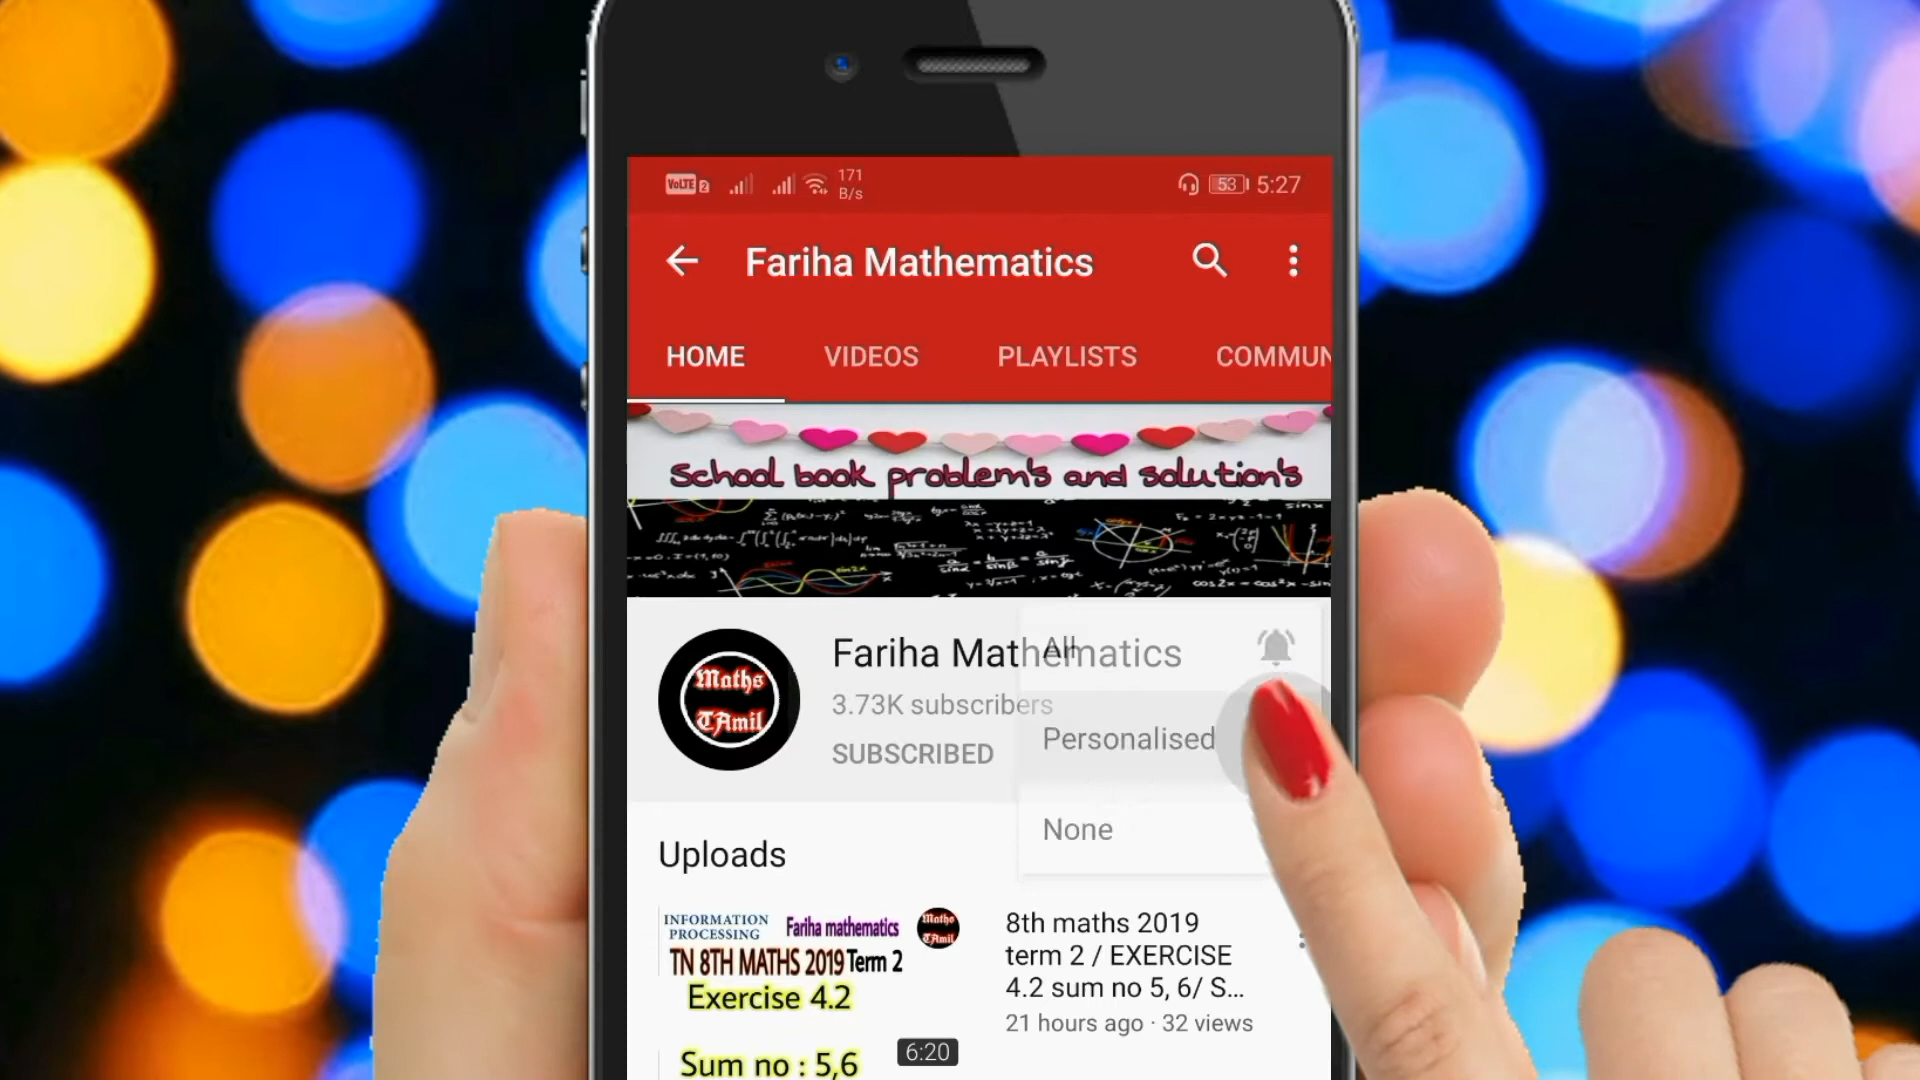 VoLTE 2
171
B/s
53
5:27
Fariha Mathematics
HOME
VIDEOS
PLAYLISTS
COMMUN
School book problem's and solution's
Fariha Mathematics
3.73K subscribers
SUBSCRIBED
Maths
TAmil
All
Personalised
None
Uploads
INFORMATION
PROCESSING
Fariha mathematics
Maths
TAmil
TN 8TH MATHS 2019 Term 2
Exercise 4.2
Sum no : 5,6
6:20
8th maths 2019
term 2 / EXERCISE
4.2 sum no 5, 6/ S...
21 hours ago · 32 views